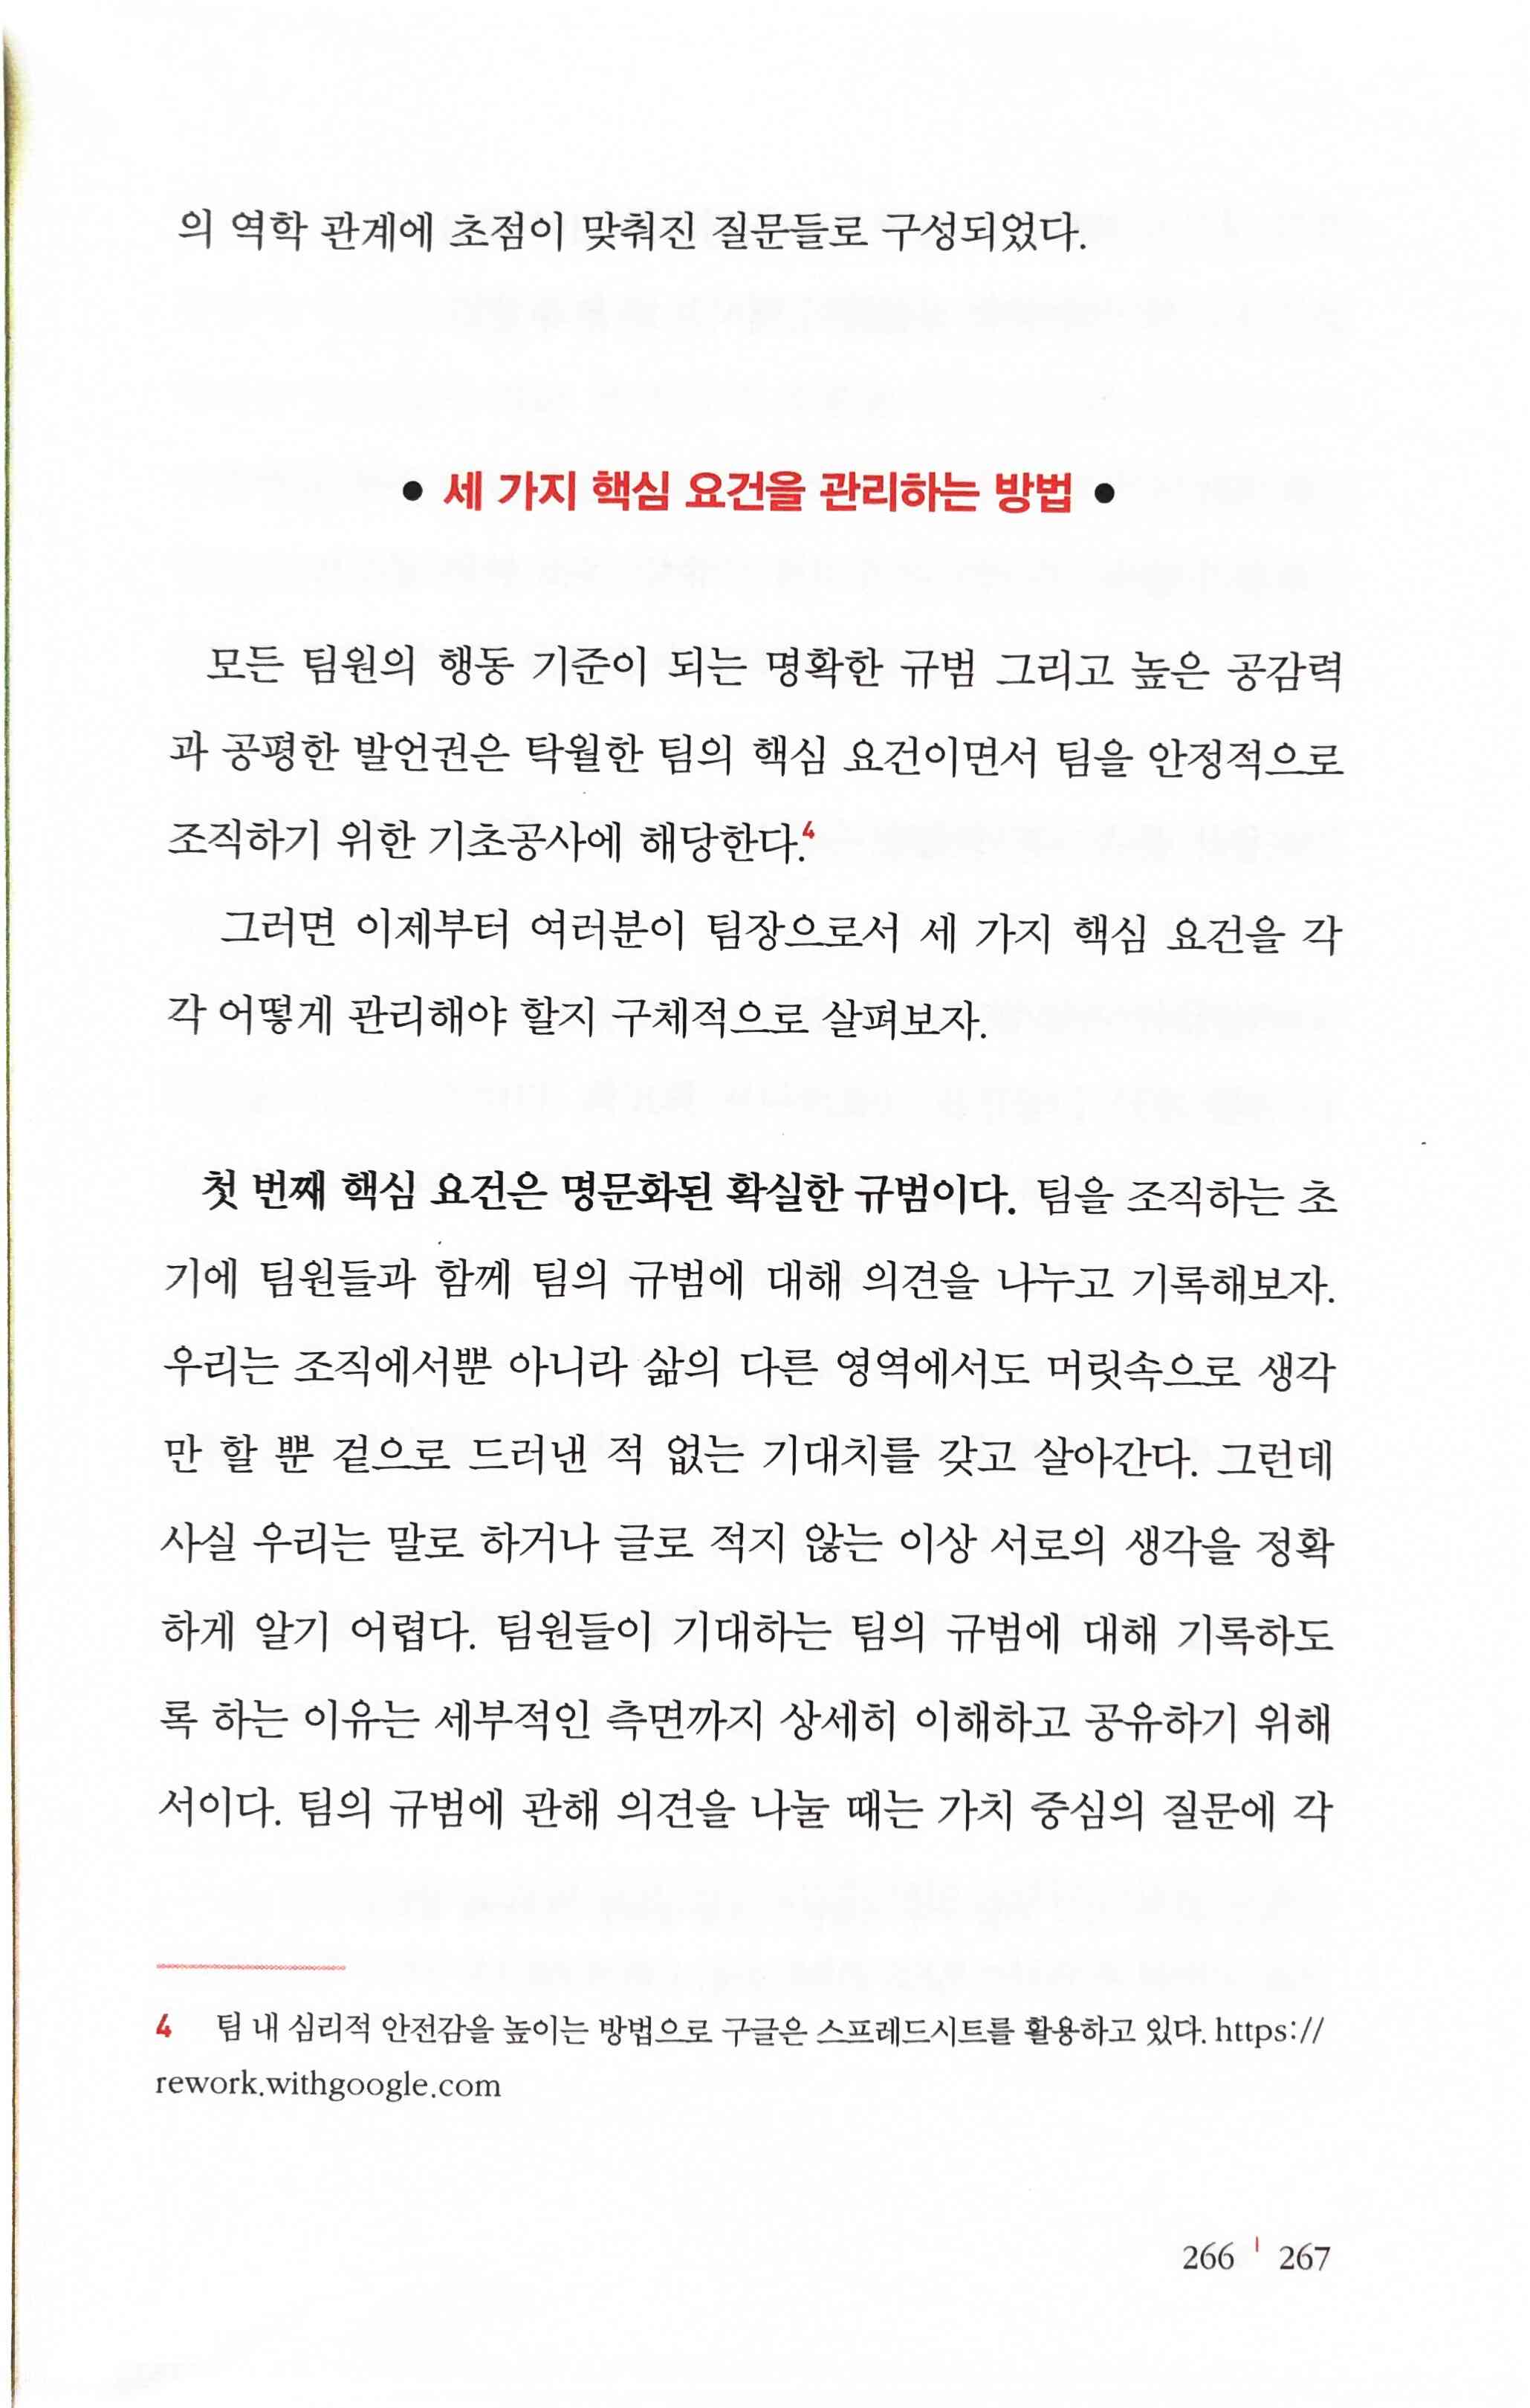 의 역학 관계에 초점이 맞춰진 질문들로 구성되었다.
● 세 가지 핵심 요건을 관리하는 방법 ●
모든 팀원의 행동 기준이 되는 명확한 규범 그리고 높은 공감력
과 공평한 발언권은 탁월한 팀의 핵심 요건이면서 팀을 안정적으로
조직하기 위한 기초공사에 해당한다.4
그러면 이제부터 여러분이 팀장으로서 세 가지 핵심 요건을 각
각 어떻게 관리해야 할지 구체적으로 살펴보자.
첫 번째 핵심 요건은 명문화된 확실한 규범이다. 팀을 조직하는 초
기에 팀원들과 함께 팀의 규범에 대해 의견을 나누고 기록해보자.
우리는 조직에서뿐 아니라 삶의 다른 영역에서도 머릿속으로 생각
만 할 뿐 겉으로 드러낸 적 없는 기대치를 갖고 살아간다. 그런데
사실 우리는 말로 하거나 글로 적지 않는 이상 서로의 생각을 정확
하게 알기 어렵다. 팀원들이 기대하는 팀의 규범에 대해 기록하도
록 하는 이유는 세부적인 측면까지 상세히 이해하고 공유하기 위해
서이다. 팀의 규범에 관해 의견을 나눌 때는 가치 중심의 질문에 각
4 팀 내 심리적 안전감을 높이는 방법으로 구글은 스프레드시트를 활용하고 있다. https://
rework.withgoogle.com
266 | 267